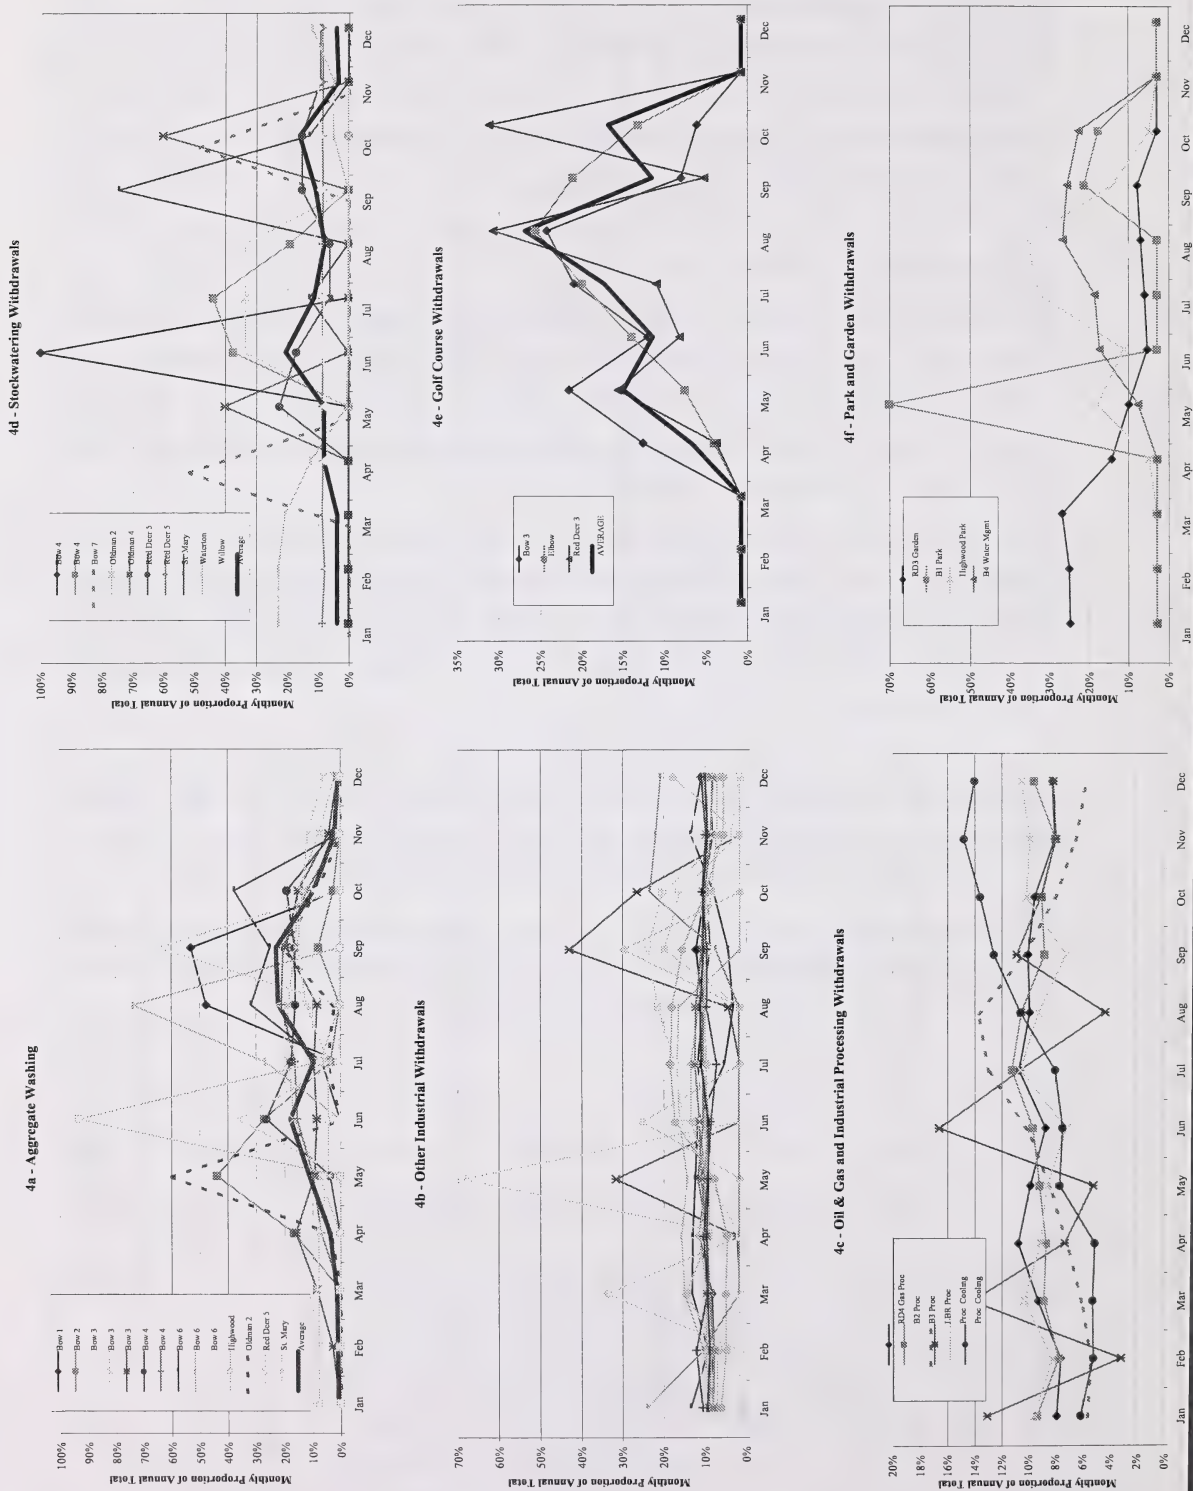 4a - Aggregate Washing
Monthly Proportion of Annual Total
100%
90%
80%
70%
60%
50%
40%
30%
20%
10%
0%
Bow 1
Bow 2
Bow 3
Bow 3
Bow 3
Bow 4
Bow 4
Bow 6
Bow 6
Bow 6
Highwood
Oldman 2
Red Deer 5
St. Mary
Average
Jan Feb Mar Apr May Jun Jul Aug Sep Oct Nov Dec
4b - Other Industrial Withdrawals
Monthly Proportion of Annual Total
70%
60%
50%
40%
30%
20%
10%
0%
Jan Feb Mar Apr May Jun Jul Aug Sep Oct Nov Dec
4c - Oil & Gas and Industrial Processing Withdrawals
Monthly Proportion of Annual Total
20%
18%
16%
14%
12%
10%
8%
6%
4%
2%
0%
RD4 Gas Proc
B2 Proc
B3 Proc
LBR Proc
Proc Cooling
Proc Cooling
Jan Feb Mar Apr May Jun Jul Aug Sep Oct Nov Dec
4d - Stockwatering Withdrawals
Monthly Proportion of Annual Total
100%
90%
80%
70%
60%
50%
40%
30%
20%
10%
0%
Bow 4
Bow 4
Bow 7
Oldman 2
Oldman 4
Red Deer 5
Red Deer 5
St. Mary
Waterton
Willow
Average
Jan Feb Mar Apr May Jun Jul Aug Sep Oct Nov Dec
4e - Golf Course Withdrawals
Monthly Proportion of Annual Total
35%
30%
25%
20%
15%
10%
5%
0%
Bow 3
Elbow
Red Deer 3
AVERAGE
Jan Feb Mar Apr May Jun Jul Aug Sep Oct Nov Dec
4f - Park and Garden Withdrawals
Monthly Proportion of Annual Total
70%
60%
50%
40%
30%
20%
10%
0%
RD3 Garden
B1 Park
Highwood Park
B4 Water Mgmt
Jan Feb Mar Apr May Jun Jul Aug Sep Oct Nov Dec